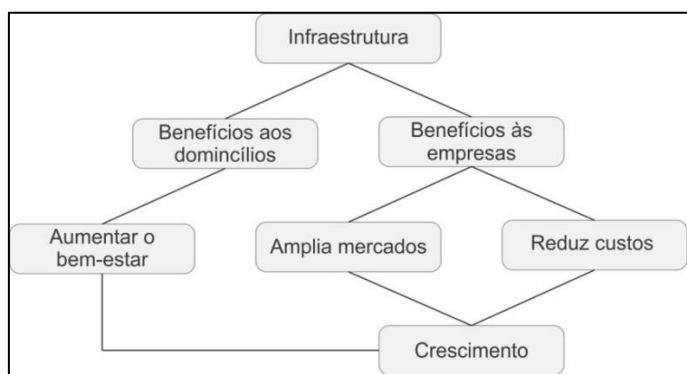 Infraestrutura
Benefícios aos
domincílios
Benefícios às
empresas
Aumentar o
bem-estar
Amplia mercados
Reduz custos
Crescimento